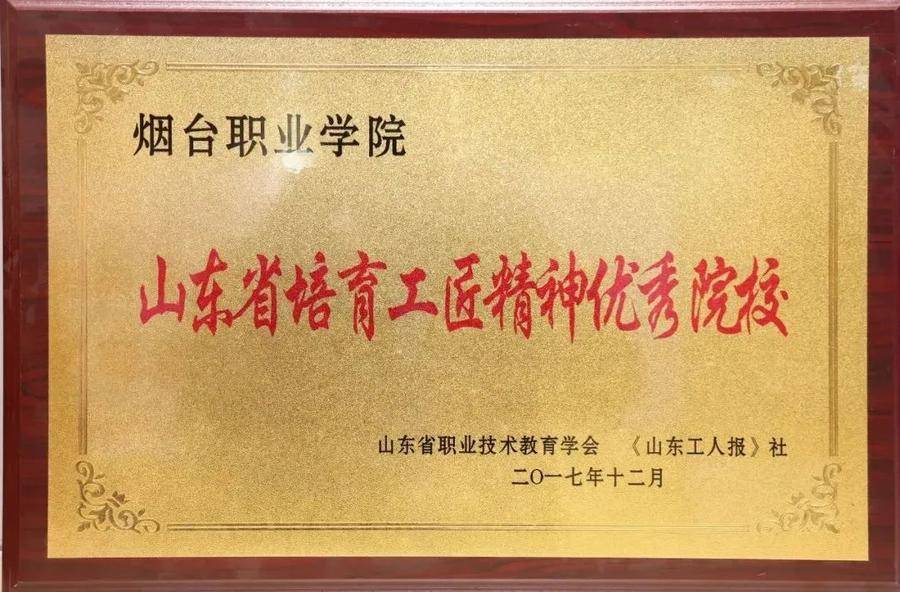 烟台职业学院
山东省培育工匠精神优秀院校
山东省职业技术教育学会 《山东工人报》社
二〇一七年十二月